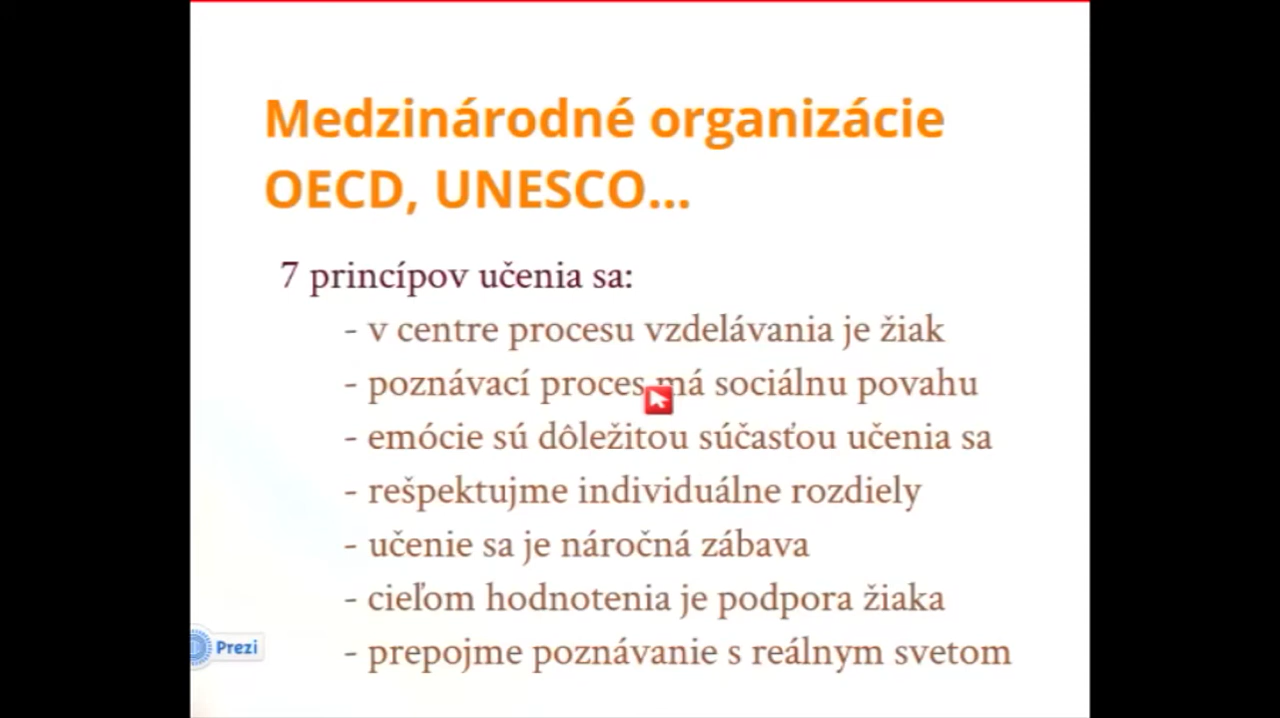 Medzinárodné organizácie
OECD, UNESCO...
7 princípov učenia sa:
- v centre procesu vzdelávania je žiak
- poznávací proces má sociálnu povahu
- emócie sú dôležitou súčasťou učenia sa
- rešpektujme individuálne rozdiely
- učenie sa je náročná zábava
- cieľom hodnotenia je podpora žiaka
- prepojme poznávanie s reálnym svetom
Prezi